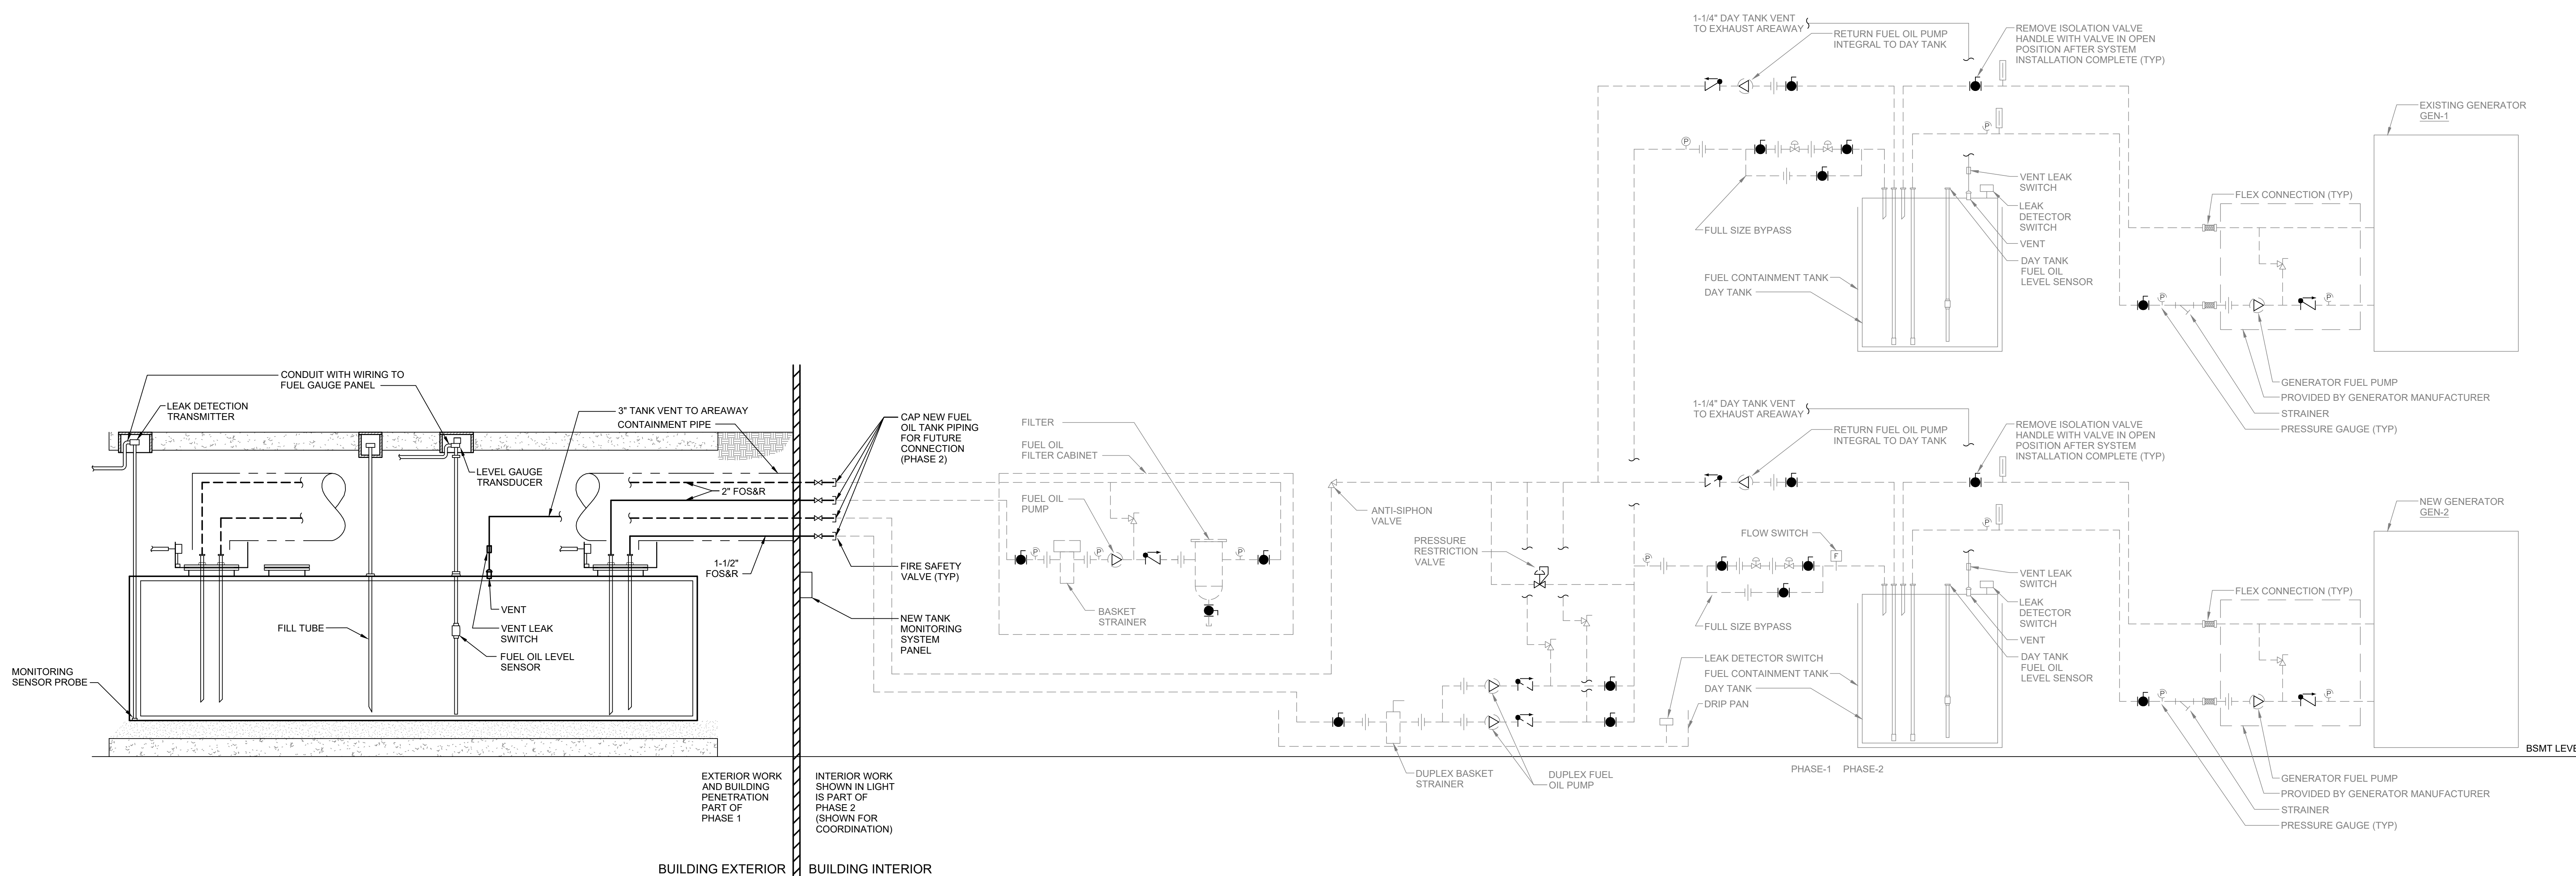 1-1/4" DAY TANK VENT
TO EXHAUST AREAWAY
RETURN FUEL OIL PUMP
INTEGRAL TO DAY TANK
REMOVE ISOLATION VALVE
HANDLE WITH VALVE IN OPEN
POSITION AFTER SYSTEM
INSTALLATION COMPLETE (TYP)
EXISTING GENERATOR
GEN-1
P
P
VENT LEAK
SWITCH
LEAK
DETECTOR
SWITCH
VENT
DAY TANK
FUEL OIL
LEVEL SENSOR
FLEX CONNECTION (TYP)
FULL SIZE BYPASS
FUEL CONTAINMENT TANK
DAY TANK
P
P
GENERATOR FUEL PUMP
PROVIDED BY GENERATOR MANUFACTURER
STRAINER
PRESSURE GAUGE (TYP)
CONDUIT WITH WIRING TO
FUEL GAUGE PANEL
LEAK DETECTION
TRANSMITTER
3" TANK VENT TO AREAWAY
CONTAINMENT PIPE
LEVEL GAUGE
TRANSDUCER
2" FOS&R
1-1/2"
FOS&R
VENT
VENT LEAK
SWITCH
FILL TUBE
FUEL OIL LEVEL
SENSOR
MONITORING
SENSOR PROBE
CAP NEW FUEL
OIL TANK PIPING
FOR FUTURE
CONNECTION
(PHASE 2)
FIRE SAFETY
VALVE (TYP)
NEW TANK
MONITORING
SYSTEM
PANEL
FILTER
FUEL OIL
FILTER CABINET
FUEL OIL
PUMP
P
P
P
BASKET
STRAINER
ANTI-SIPHON
VALVE
PRESSURE
RESTRICTION
VALVE
1-1/4" DAY TANK VENT
TO EXHAUST AREAWAY
RETURN FUEL OIL PUMP
INTEGRAL TO DAY TANK
REMOVE ISOLATION VALVE
HANDLE WITH VALVE IN OPEN
POSITION AFTER SYSTEM
INSTALLATION COMPLETE (TYP)
NEW GENERATOR
GEN-2
FLOW SWITCH
F
P
P
VENT LEAK
SWITCH
LEAK
DETECTOR
SWITCH
VENT
DAY TANK
FUEL OIL
LEVEL SENSOR
FLEX CONNECTION (TYP)
FULL SIZE BYPASS
LEAK DETECTOR SWITCH
FUEL CONTAINMENT TANK
DAY TANK
DRIP PAN
P
P
BSMT LEVE
DUPLEX BASKET
STRAINER
DUPLEX FUEL
OIL PUMP
PHASE-1 PHASE-2
GENERATOR FUEL PUMP
PROVIDED BY GENERATOR MANUFACTURER
STRAINER
PRESSURE GAUGE (TYP)
EXTERIOR WORK
AND BUILDING
PENETRATION
PART OF
PHASE 1
INTERIOR WORK
SHOWN IN LIGHT
IS PART OF
PHASE 2
(SHOWN FOR
COORDINATION)
BUILDING EXTERIOR
BUILDING INTERIOR